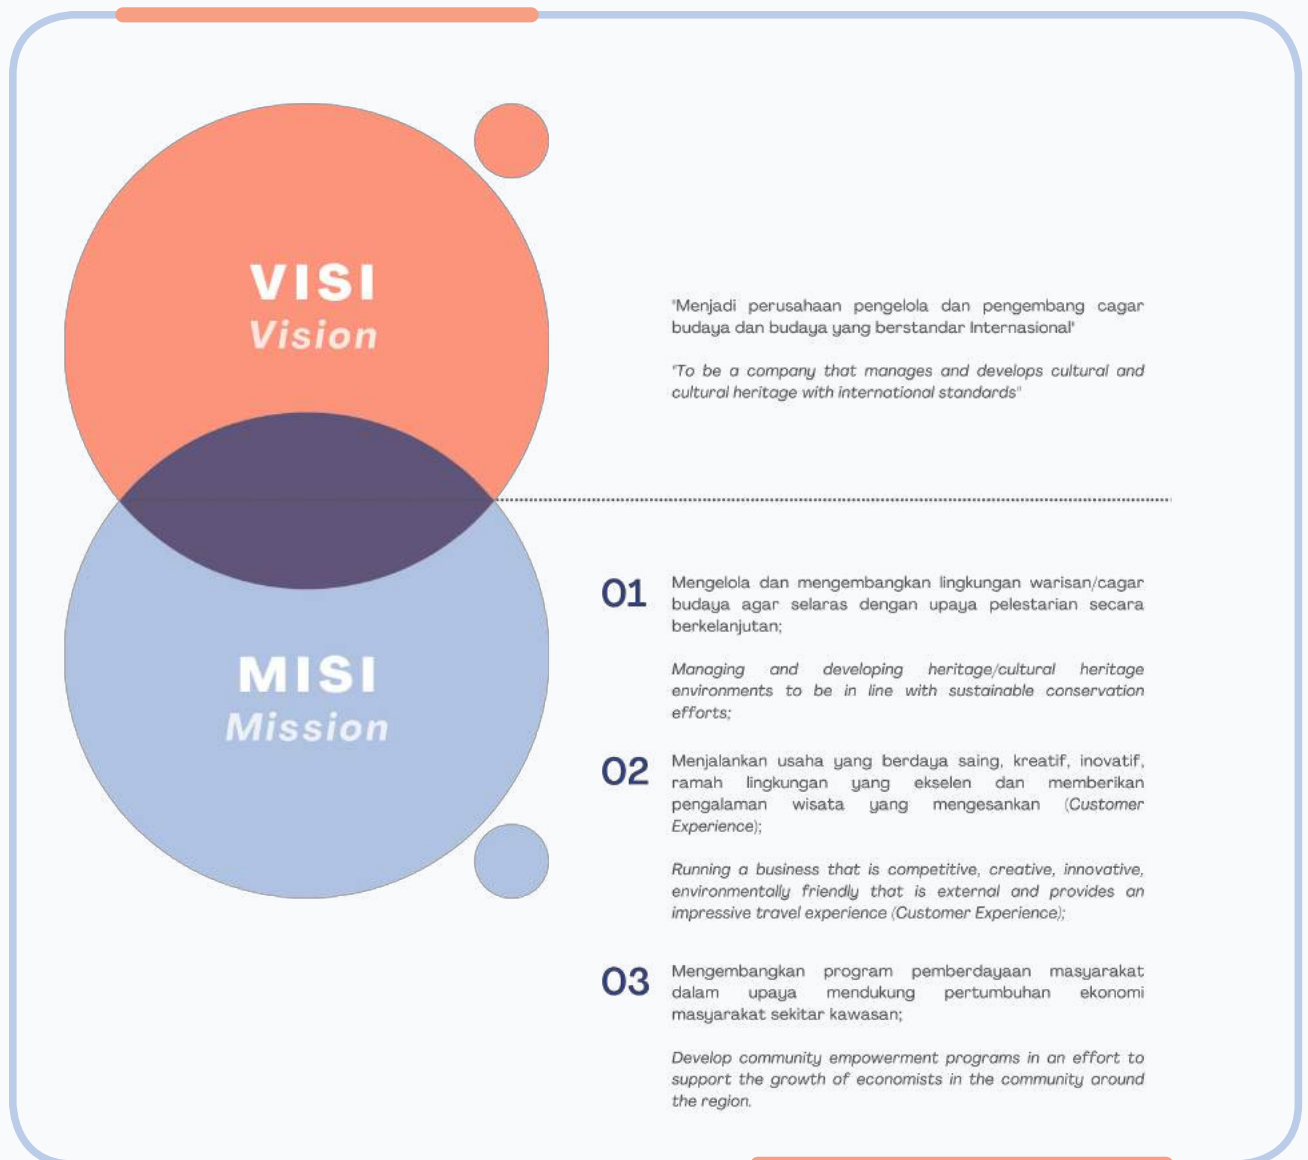 VISI
Vision
"Menjadi perusahaan pengelola dan pengembang cagar
budaya dan budaya yang berstandar Internasional"
"To be a company that manages and develops cultural and
cultural heritage with international standards"
MISI
Mission
01
Mengelola dan mengembangkan lingkungan warisan/cagar
budaya agar selaras dengan upaya pelestarian secara
berkelanjutan;
Managing and developing heritage/cultural heritage
environments to be in line with sustainable conservation
efforts;
02
Menjalankan usaha yang berdaya saing, kreatif, inovatif,
ramah lingkungan yang ekselen dan memberikan
pengalaman wisata yang mengesankan (Customer
Experience);
Running a business that is competitive, creative, innovative,
environmentally friendly that is external and provides an
impressive travel experience (Customer Experience);
03
Mengembangkan program pemberdayaan masyarakat
dalam upaya mendukung pertumbuhan ekonomi
masyarakat sekitar kawasan;
Develop community empowerment programs in an effort to
support the growth of economists in the community around
the region.